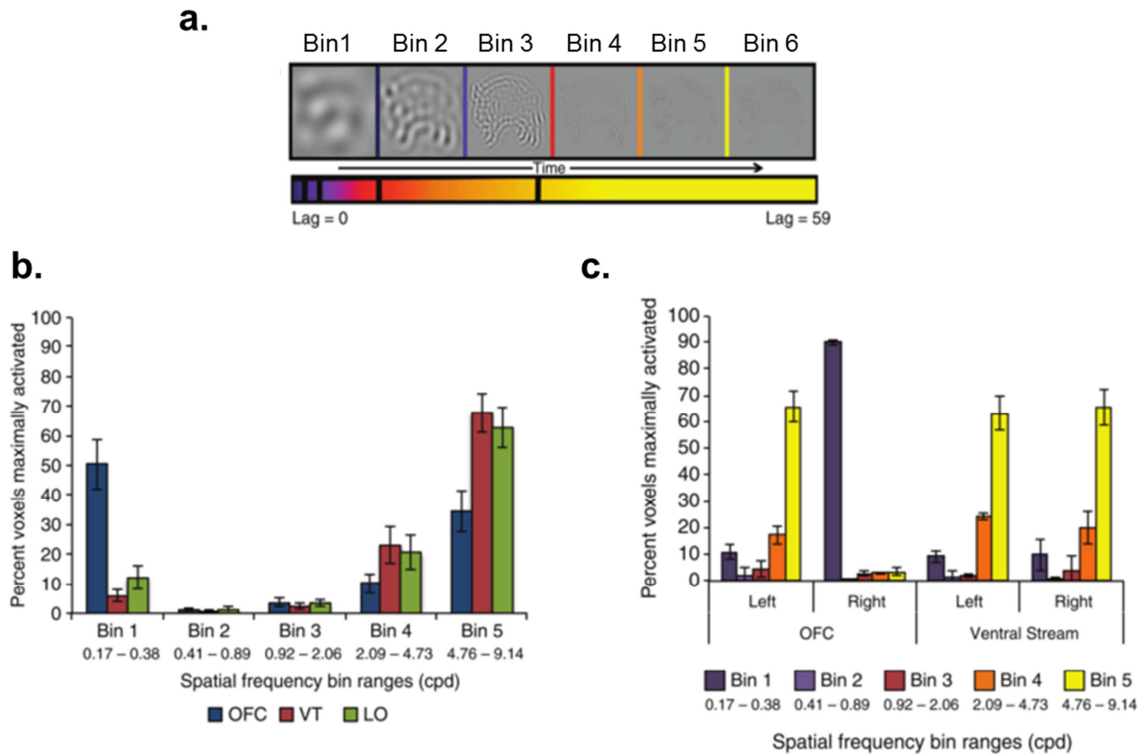 a.
Bin1 Bin 2 Bin 3 Bin 4 Bin 5 Bin 6
Time
Lag = 0 Lag = 59
b.
Percent voxels maximally activated
100
90
80
70
60
50
40
30
20
10
0
Bin 1 Bin 2 Bin 3 Bin 4 Bin 5
0.17 – 0.38 0.41 – 0.89 0.92 – 2.06 2.09 – 4.73 4.76 – 9.14
Spatial frequency bin ranges (cpd)
OFC VT LO
c.
Percent voxels maximally activated
100
90
80
70
60
50
40
30
20
10
0
Left Right Left Right
OFC Ventral Stream
Bin 1 Bin 2 Bin 3 Bin 4 Bin 5
0.17 – 0.38 0.41 – 0.89 0.92 – 2.06 2.09 – 4.73 4.76 – 9.14
Spatial frequency bin ranges (cpd)